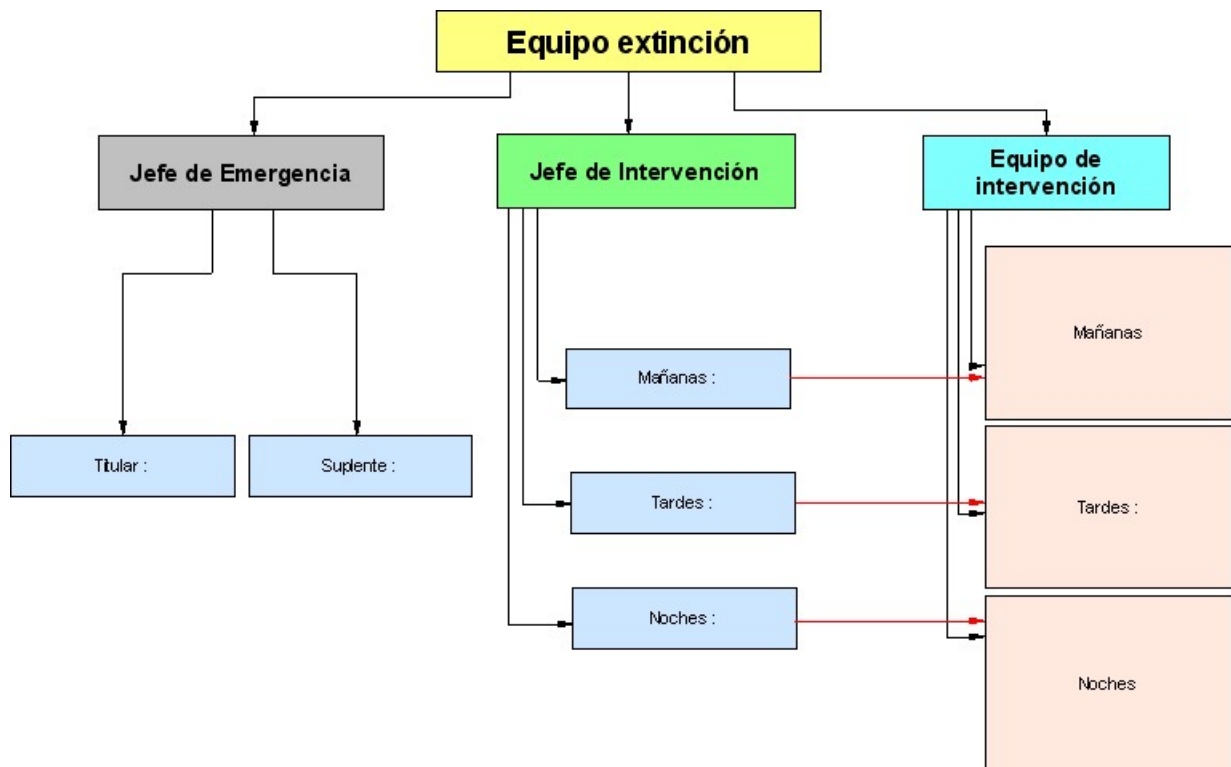 Equipo extinción
Jefe de Emergencia
Jefe de Intervención
Equipo de
intervención
Mañanas
Mañanas :
Titular :
Suplente :
Tardes :
Tardes :
Noches :
Noches